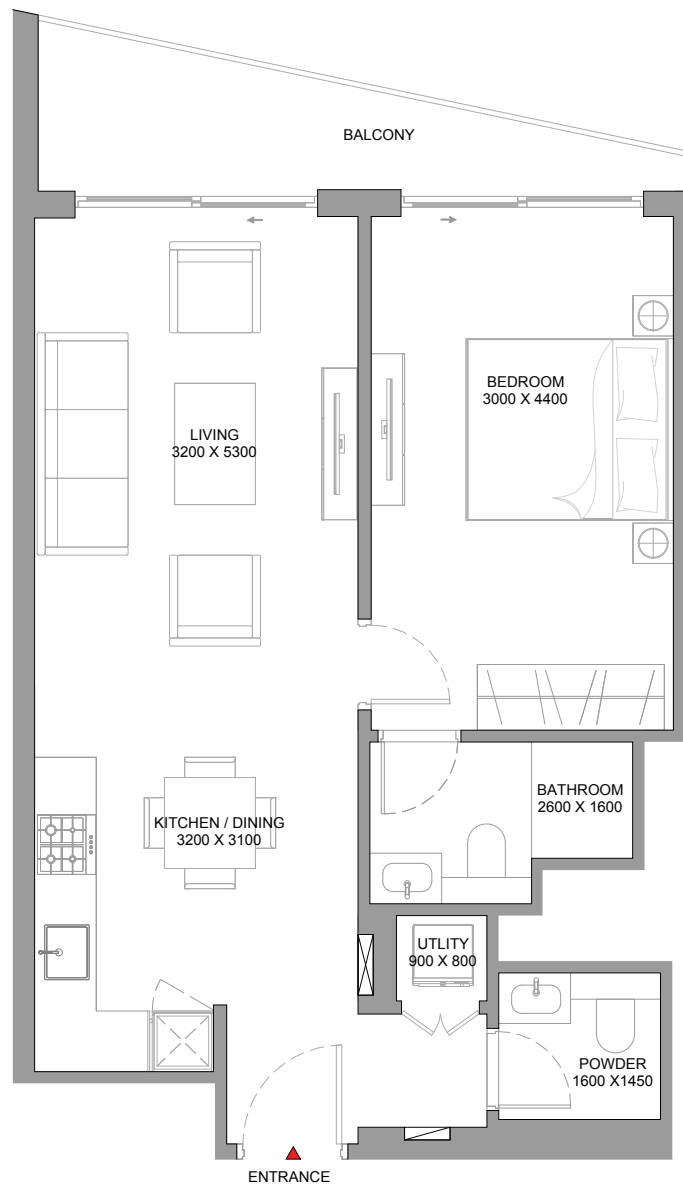 BALCONY
BEDROOM
3000 X 4400
LIVING
3200 X 5300
BATHROOM
2600 X 1600
KITCHEN / DINING
3200 X 3100
UTLITY
900 X 800
POWDER
1600 X1450
ENTRANCE